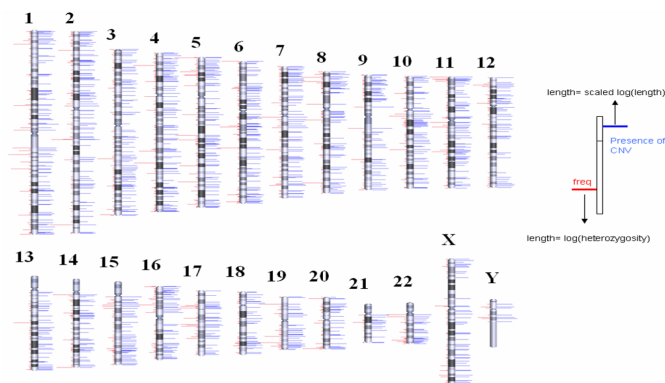 1 2 3 4 5 6 7 8 9 10 11 12
length= scaled log(length)
Presence of
CNV
freq
length= log(heterozygosity)
13 14 15 16 17 18 19 20 21 22 X Y